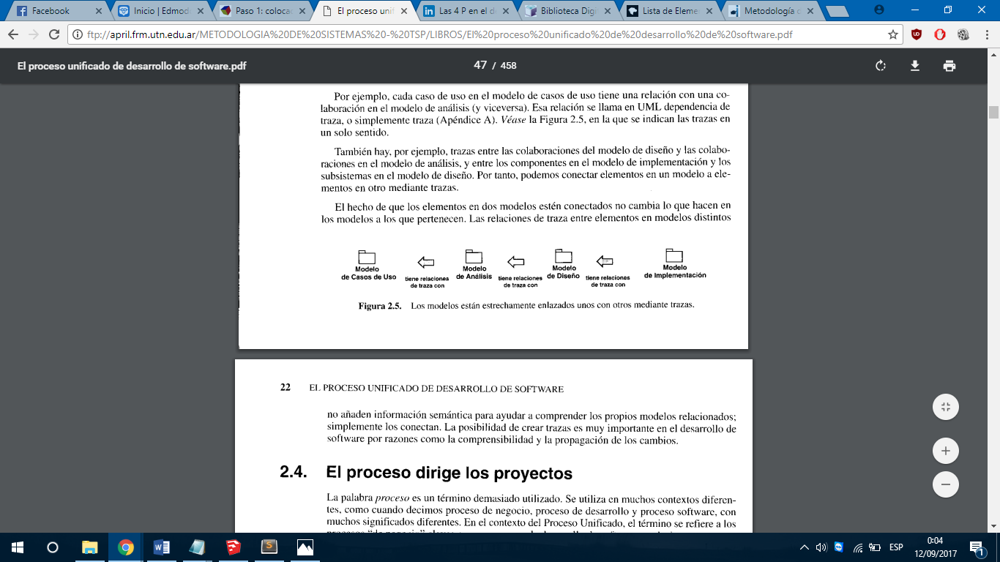 Facebook
Inicio | Edmod
Paso 1: coloca
El proceso unif
Las 4 P en el d
Biblioteca Digi
Lista de Eleme
Metodología d
ftp://april.frm.utn.edu.ar/METODOLOGIA%20DE%20SISTEMAS%20-%20TSP/LIBROS/El%20proceso%20unificado%20de%20desarrollo%20de%20software.pdf
El proceso unificado de desarrollo de software.pdf
47 / 458
Por ejemplo, cada caso de uso en el modelo de casos de uso tiene una relación con una co-
laboración en el modelo de análisis (y viceversa). Esa relación se llama en UML dependencia de
traza, o simplemente traza (Apéndice A). Véase la Figura 2.5, en la que se indican las trazas en
un solo sentido.
También hay, por ejemplo, trazas entre las colaboraciones del modelo de diseño y las colabo-
raciones en el modelo de análisis, y entre los componentes en el modelo de implementación y los
subsistemas en el modelo de diseño. Por tanto, podemos conectar elementos en un modelo a ele-
mentos en otro mediante trazas.
El hecho de que los elementos en dos modelos estén conectados no cambia lo que hacen en
los modelos a los que pertenecen. Las relaciones de traza entre elementos en modelos distintos
Modelo
de Casos de Uso
tiene relaciones
de traza con
Modelo
de Análisis
tiene relaciones
de traza con
Modelo
de Diseño
tiene relaciones
de traza con
Modelo
de Implementación
Figura 2.5. Los modelos están estrechamente enlazados unos con otros mediante trazas.
22 EL PROCESO UNIFICADO DE DESARROLLO DE SOFTWARE
no añaden información semántica para ayudar a comprender los propios modelos relacionados;
simplemente los conectan. La posibilidad de crear trazas es muy importante en el desarrollo de
software por razones como la comprensibilidad y la propagación de los cambios.
2.4. El proceso dirige los proyectos
La palabra proceso es un término demasiado utilizado. Se utiliza en muchos contextos diferen-
tes, como cuando decimos proceso de negocio, proceso de desarrollo y proceso software, con
muchos significados diferentes. En el contexto del Proceso Unificado, el término se refiere a los
ESP
0:04
12/09/2017
1